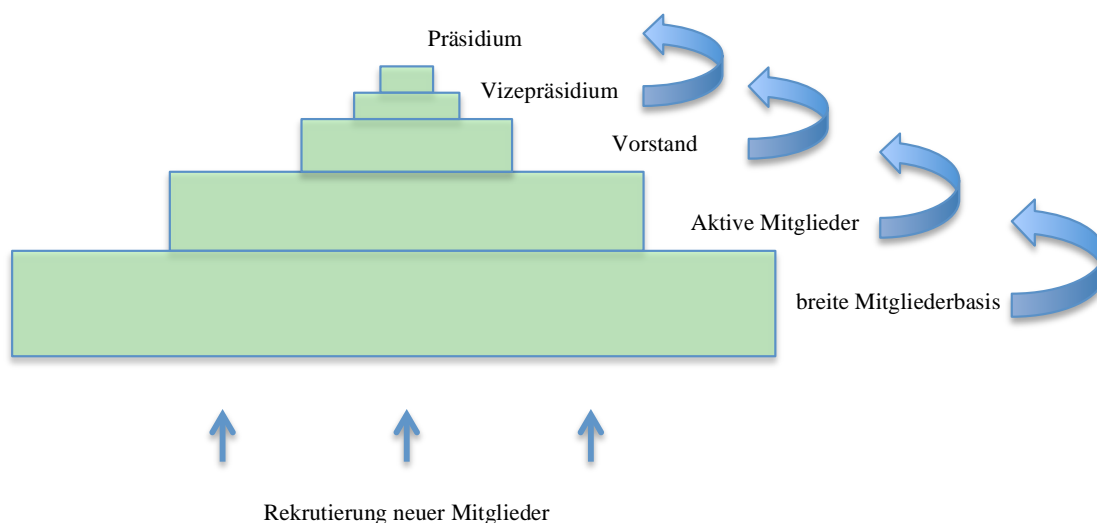 Präsidium
Vizepräsidium
Vorstand
Aktive Mitglieder
breite Mitgliederbasis
Rekrutierung neuer Mitglieder